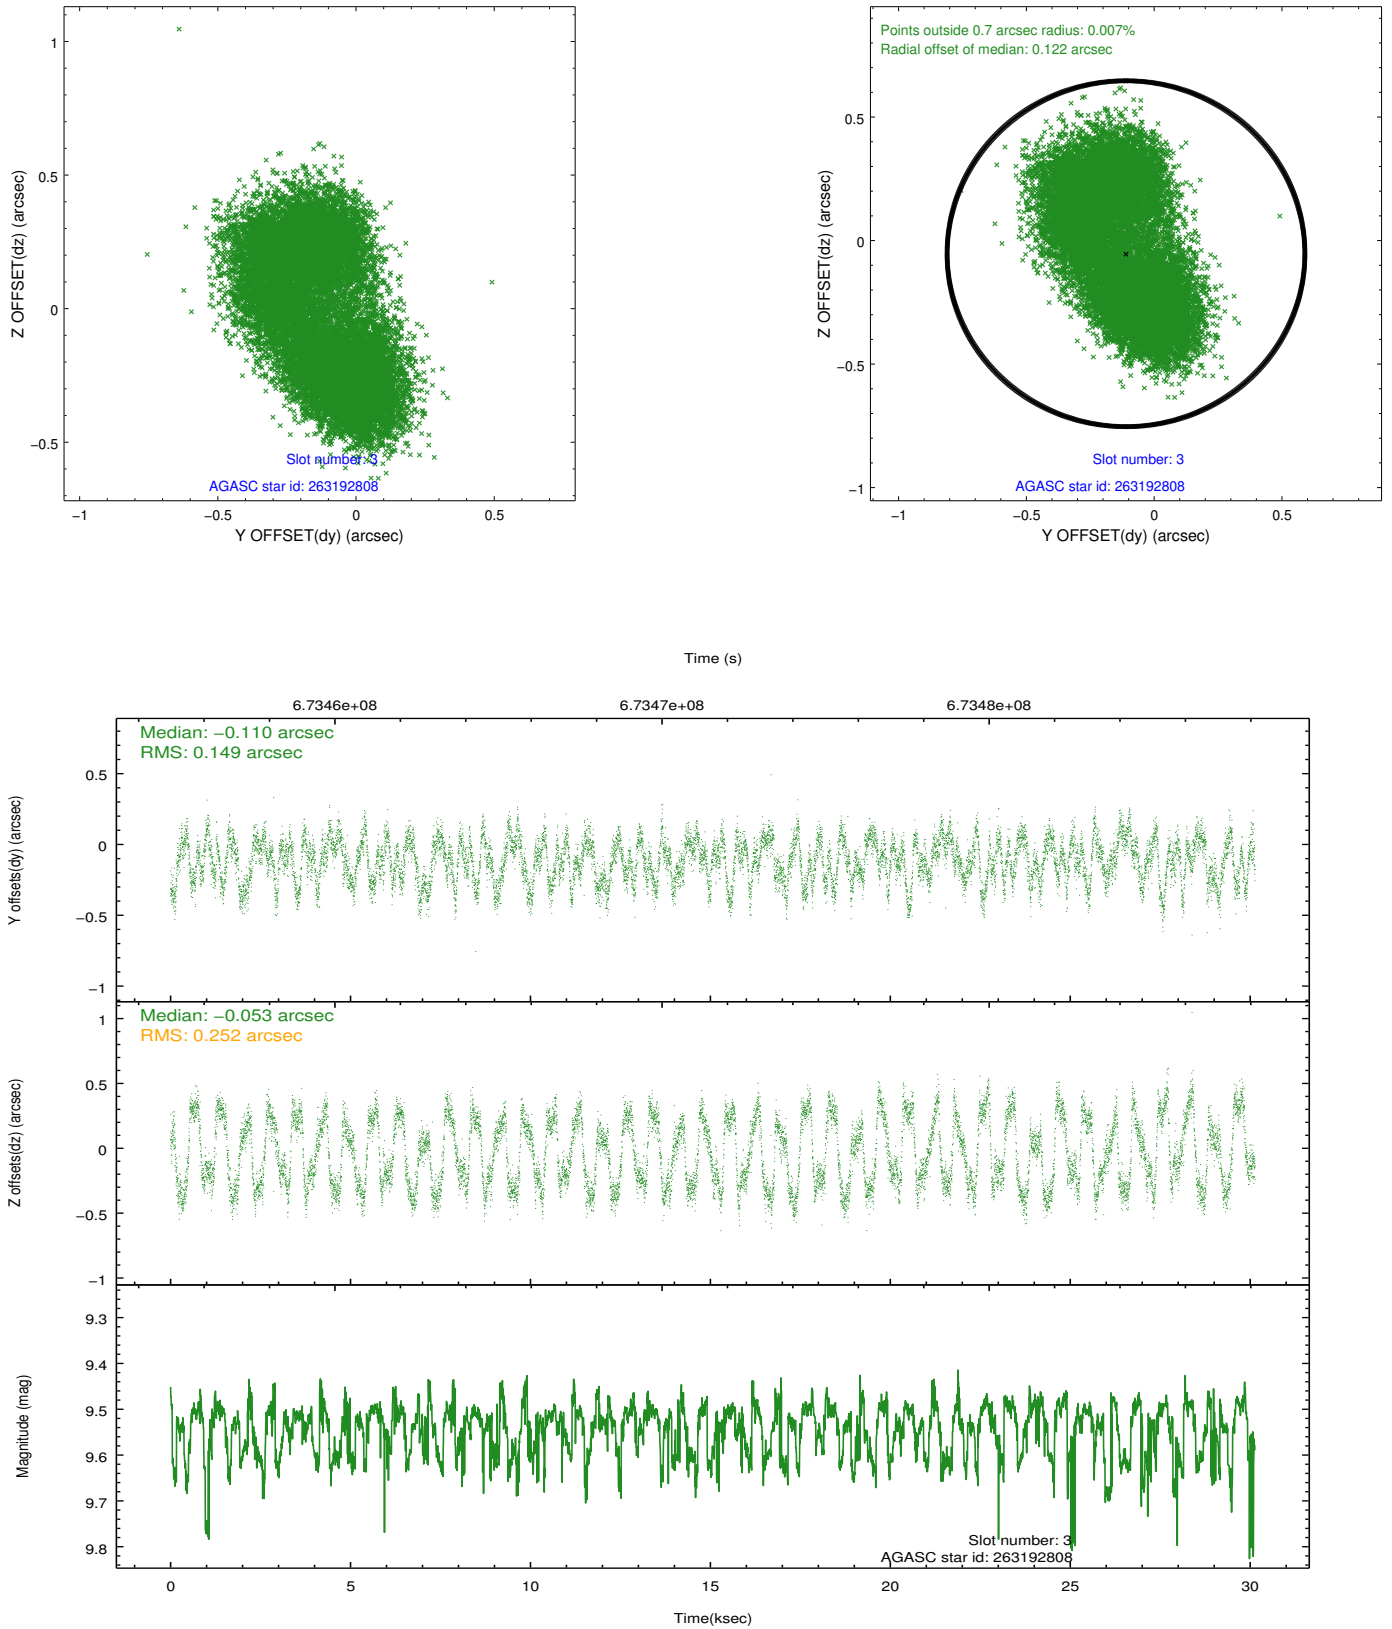 1
0.5
0
−0.5
−1
−0.5
0
0.5
Z OFFSET(dz) (arcsec)
Y OFFSET(dy) (arcsec)
Slot number: 3
AGASC star id: 263192808
Points outside 0.7 arcsec radius: 0.007%
Radial offset of median: 0.122 arcsec
0.5
0
−0.5
−1
−1
−0.5
0
0.5
Z OFFSET(dz) (arcsec)
Y OFFSET(dy) (arcsec)
Slot number: 3
AGASC star id: 263192808
Time (s)
6.7346e+08
6.7347e+08
6.7348e+08
Median: −0.110 arcsec
RMS: 0.149 arcsec
0.5
0
−0.5
−1
Y offsets(dy) (arcsec)
Median: −0.053 arcsec
RMS: 0.252 arcsec
1
0.5
0
−0.5
−1
Z offsets(dz) (arcsec)
9.3
9.4
9.5
9.6
9.7
9.8
Magnitude (mag)
Slot number: 3
AGASC star id: 263192808
0
5
10
15
20
25
30
Time(ksec)